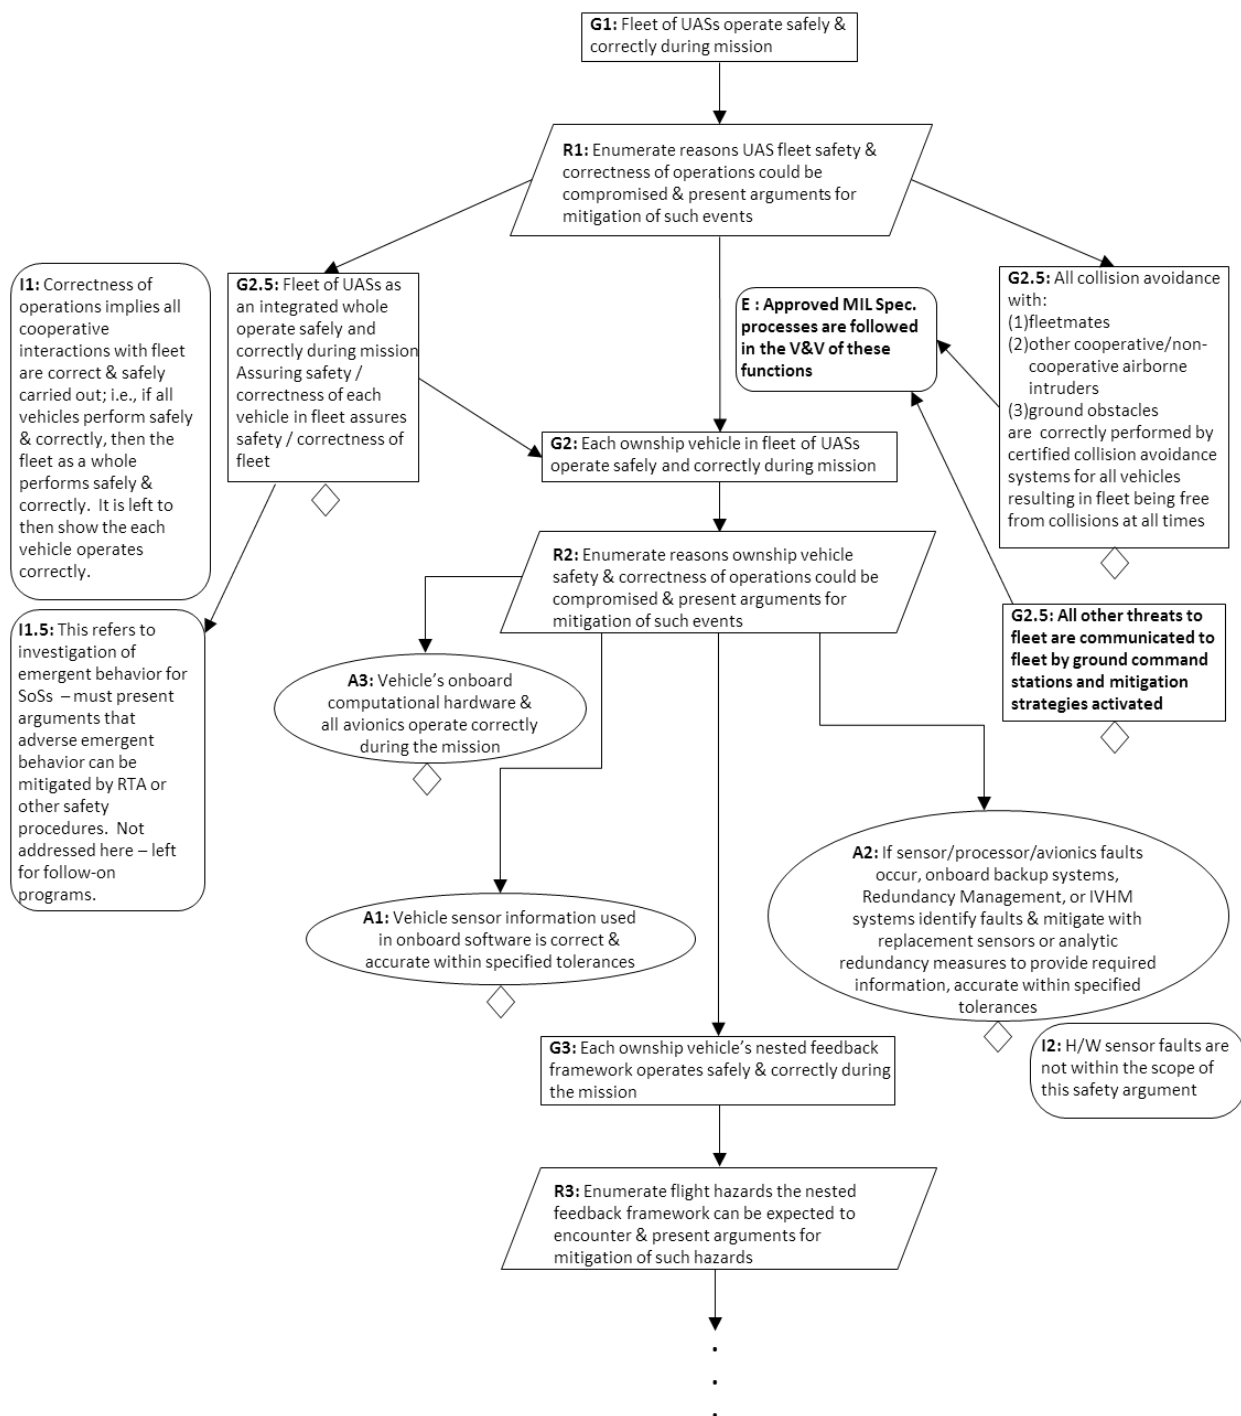 G1: Fleet of UASs operate safely &
correctly during mission
R1: Enumerate reasons UAS fleet safety &
correctness of operations could be
compromised & present arguments for
mitigation of such events
I1: Correctness of
operations implies all
cooperative
interactions with fleet
are correct & safely
carried out; i.e., if all
vehicles perform safely
& correctly, then the
fleet as a whole
performs safely &
correctly.  It is left to
then show the each
vehicle operates
correctly.
G2.5: Fleet of UASs as
an integrated whole
operate safely and
correctly during mission
Assuring safety /
correctness of each
vehicle in fleet assures
safety / correctness of
fleet
E : Approved MIL Spec.
processes are followed
in the V&V of these
functions
G2.5: All collision avoidance
with:
(1)fleetmates
(2)other cooperative/non-
cooperative airborne
intruders
(3)ground obstacles
are  correctly performed by
certified collision avoidance
systems for all vehicles
resulting in fleet being free
from collisions at all times
G2: Each ownship vehicle in fleet of UASs
operate safely and correctly during mission
R2: Enumerate reasons ownship vehicle
safety & correctness of operations could be
compromised & present arguments for
mitigation of such events
I1.5: This refers to
investigation of
emergent behavior for
SoSs  – must present
arguments that
adverse emergent
behavior can be
mitigated by RTA or
other safety
procedures.  Not
addressed here – left
for follow-on
programs.
G2.5: All other threats to
fleet are communicated to
fleet by ground command
stations and mitigation
strategies activated
A3: Vehicle's onboard
computational hardware &
all avionics operate correctly
during the mission
A1: Vehicle sensor information used
in onboard software is correct &
accurate within specified tolerances
A2: If sensor/processor/avionics faults
occur, onboard backup systems,
Redundancy Management, or IVHM
systems identify faults & mitigate with
replacement sensors or analytic
redundancy measures to provide required
information, accurate within specified
tolerances
I2: H/W sensor faults are
not within the scope of
this safety argument
G3: Each ownship vehicle's nested feedback
framework operates safely & correctly during
the mission
R3: Enumerate flight hazards the nested
feedback framework can be expected to
encounter & present arguments for
mitigation of such hazards
.
.
.